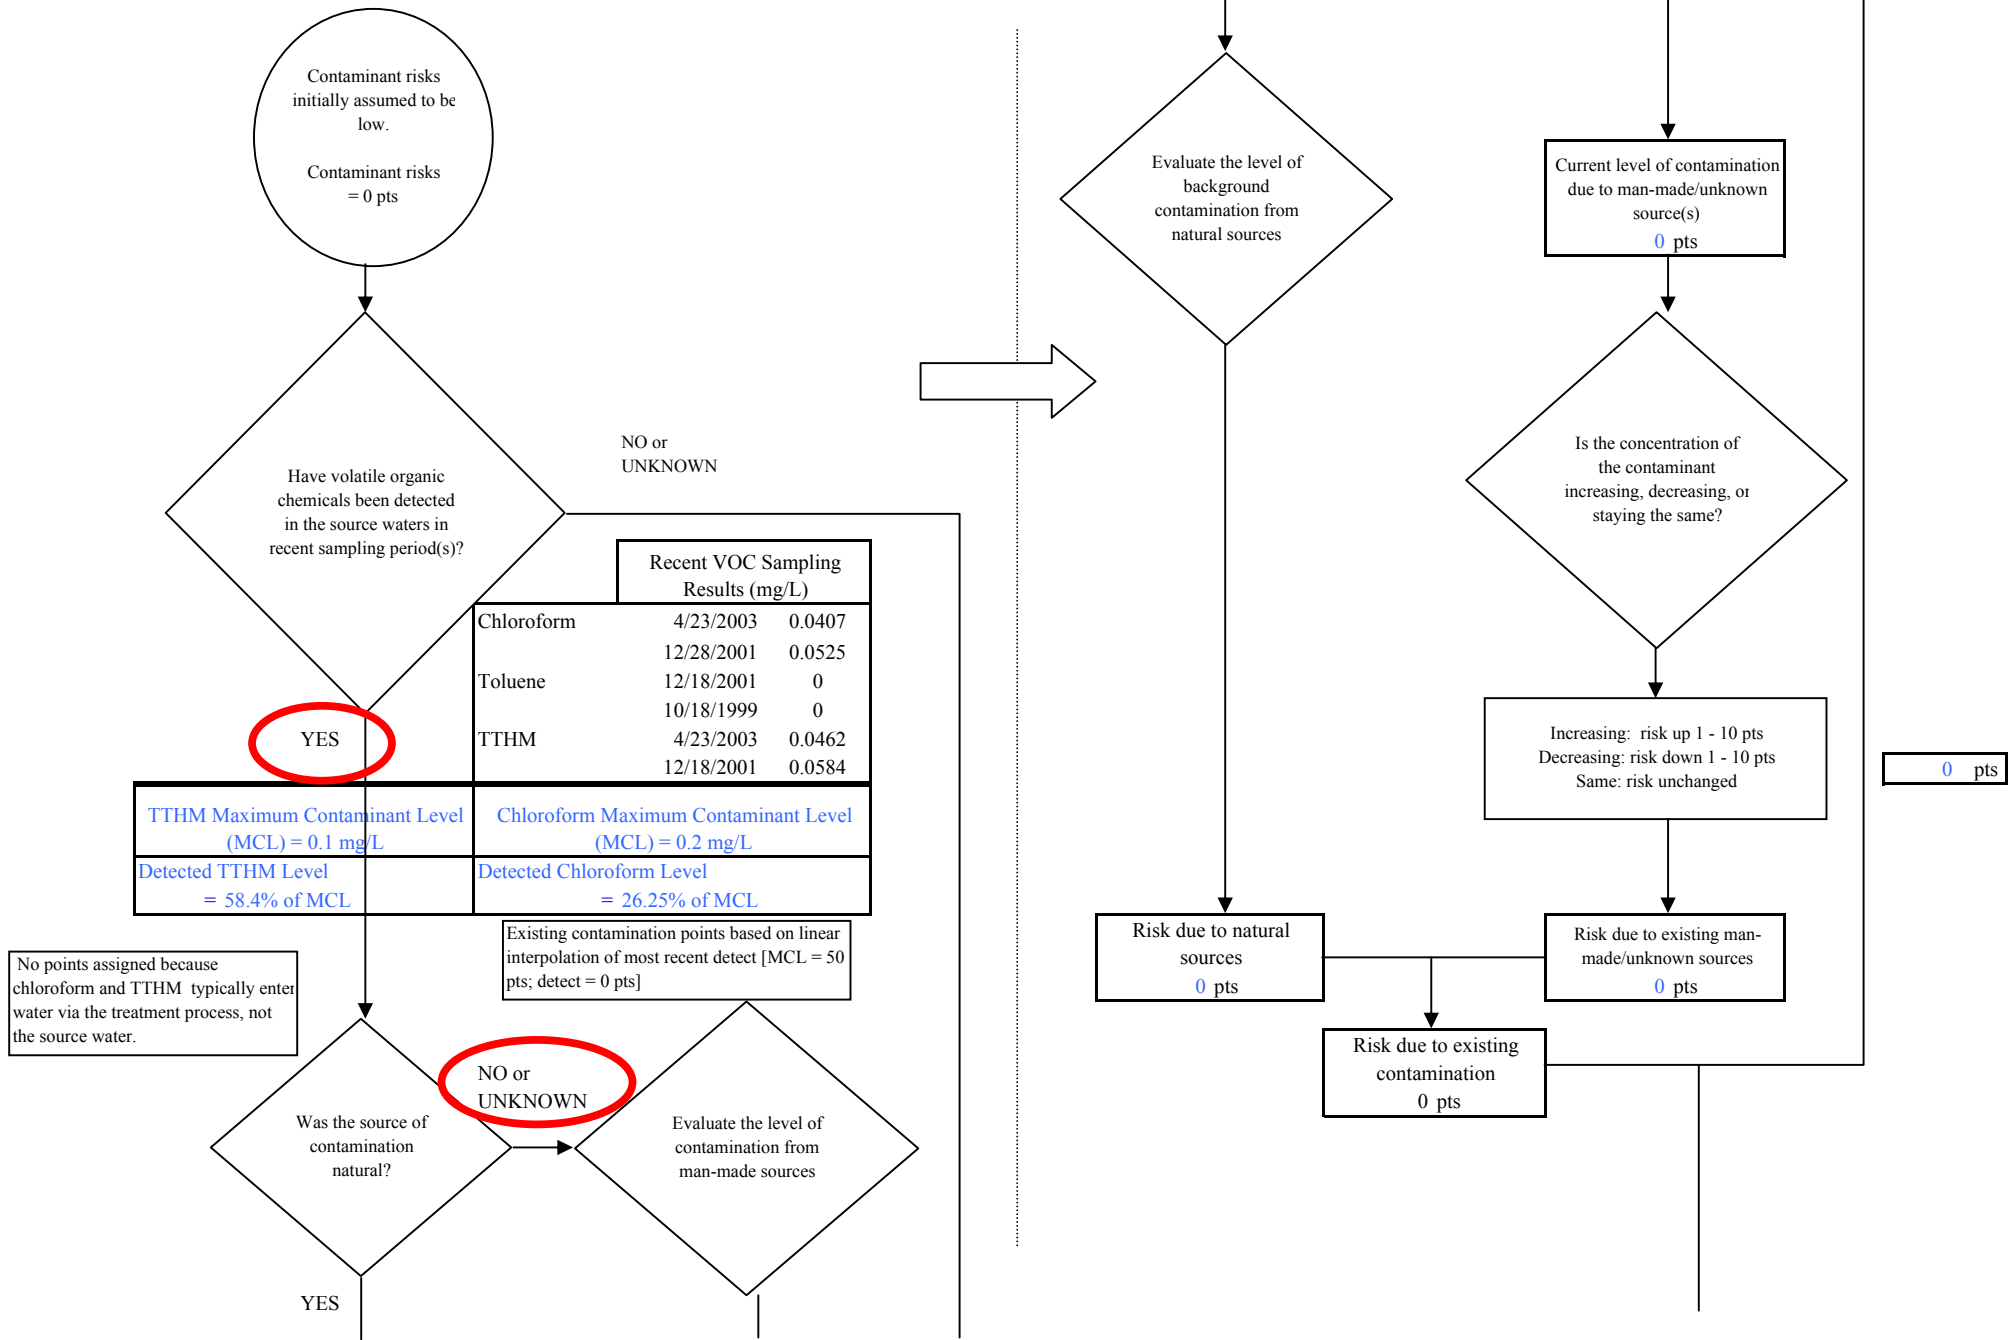 Contaminant risks
initially assumed to be
low.
Contaminant risks
= 0 pts
Have volatile organic
chemicals been detected
in the source waters in
recent sampling period(s)?
NO or
UNKNOWN
YES
Recent VOC Sampling
Results (mg/L)
Chloroform 4/23/2003 0.0407
12/28/2001 0.0525
Toluene 12/18/2001 0
10/18/1999 0
TTHM 4/23/2003 0.0462
12/18/2001 0.0584
TTHM Maximum Contaminant Level
(MCL) = 0.1 mg/L
Chloroform Maximum Contaminant Level
(MCL) = 0.2 mg/L
Detected TTHM Level
= 58.4% of MCL
Detected Chloroform Level
= 26.25% of MCL
No points assigned because
chloroform and TTHM typically enter
water via the treatment process, not
the source water.
Existing contamination points based on linear
interpolation of most recent detect [MCL = 50
pts; detect = 0 pts]
Was the source of
contamination
natural?
NO or
UNKNOWN
Evaluate the level of
contamination from
man-made sources
YES
Evaluate the level of
background
contamination from
natural sources
Current level of contamination
due to man-made/unknown
source(s)
0 pts
Is the concentration of
the contaminant
increasing, decreasing, or
staying the same?
Increasing: risk up 1 - 10 pts
Decreasing: risk down 1 - 10 pts
Same: risk unchanged
0 pts
Risk due to natural
sources
0 pts
Risk due to existing man-
made/unknown sources
0 pts
Risk due to existing
contamination
0 pts